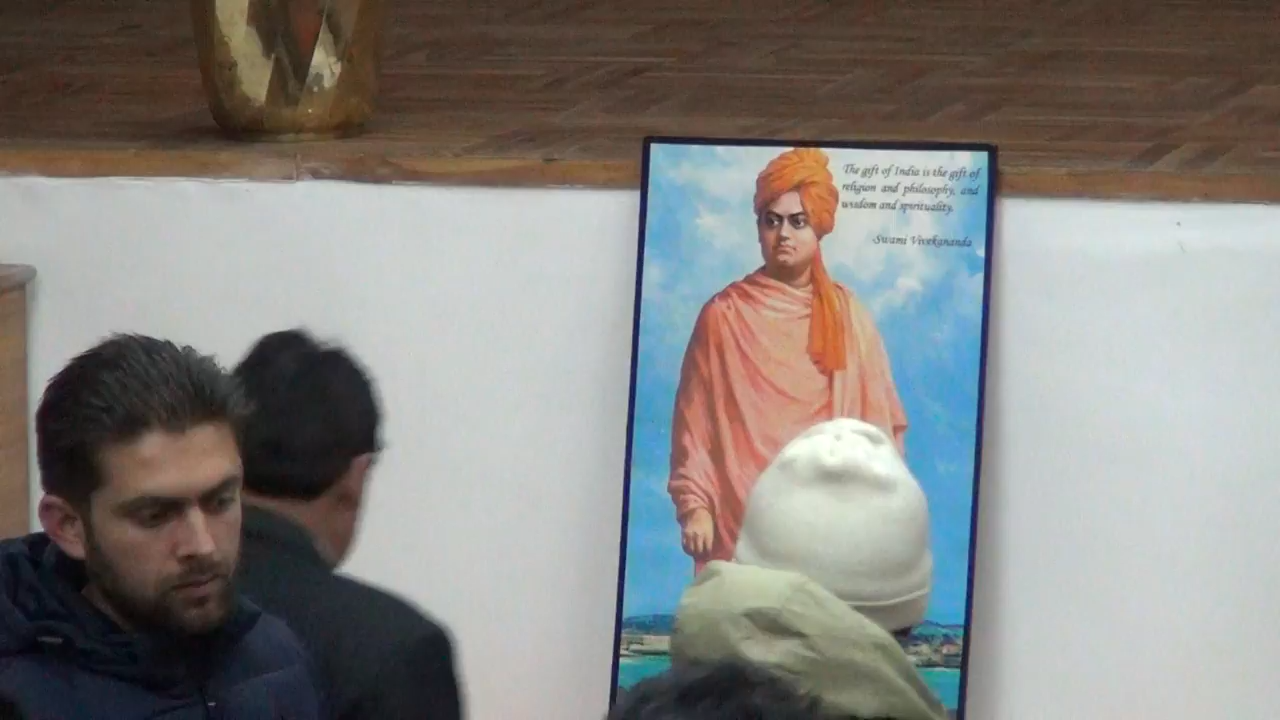 The gift of India is the gift of
religion and philosophy, and
wisdom and spirituality.
-Swami Vivekananda